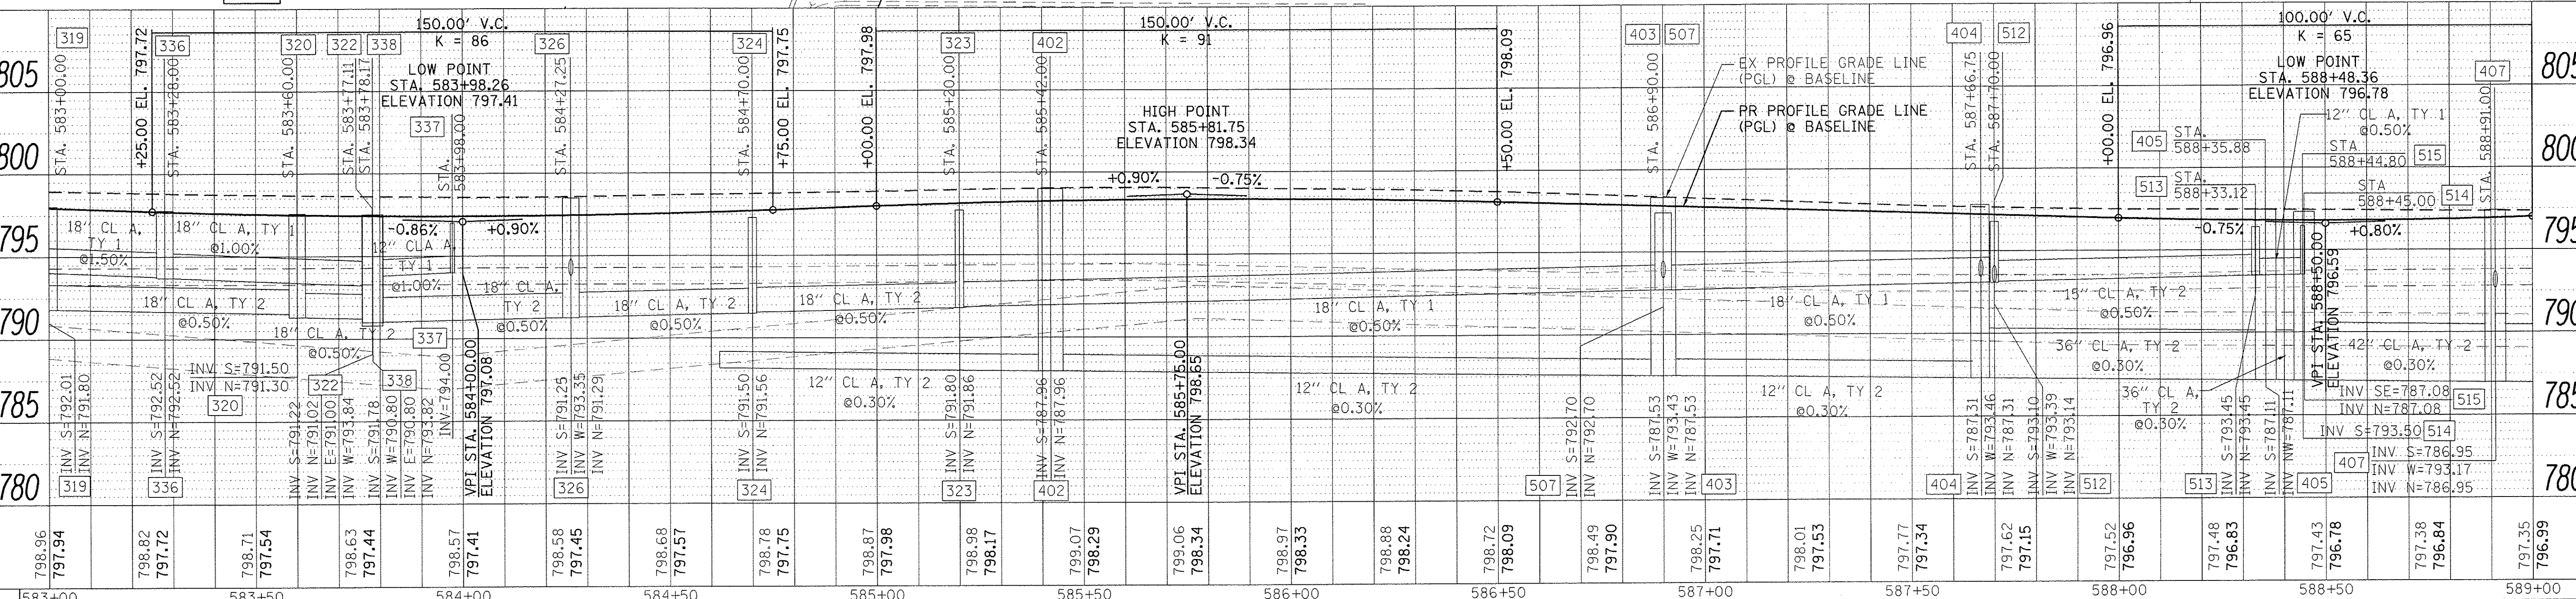 150.00' V.C.
K = 86
150.00' V.C.
K = 91
100.00' V.C.
K = 65
319
336
320
322
338
326
324
323
402
403
507
404
512
407
805
800
795
790
785
780
805
800
795
790
785
780
STA. 583+00.00
+25.00 EL. 797.72
STA. 583+28.00
STA. 583+60.00
STA. 583+77.11
STA. 583+78.17
LOW POINT
STA. 583+98.26
ELEVATION 797.41
337
STA.
583+98.00
STA. 584+27.25
STA. 584+70.00
+75.00 EL. 797.75
+00.00 EL. 797.98
STA. 585+20.00
STA. 585+42.00
HIGH POINT
STA. 585+81.75
ELEVATION 798.34
+50.00 EL. 798.09
STA. 586+90.00
EX PROFILE GRADE LINE
(PGL) @ BASELINE
PR PROFILE GRADE LINE
(PGL) @ BASELINE
STA. 587+66.75
STA. 587+70.00
+00.00 EL. 796.96
LOW POINT
STA. 588+48.36
ELEVATION 796.78
12" CL A, TY 1
@0.50%
405
STA.
588+35.88
STA
588+44.80
515
513
STA.
588+33.12
STA
588+45.00
514
STA. 588+91.00
-0.86%
+0.90%
+0.90%
-0.75%
-0.75%
+0.80%
18" CL A,
TY 1
@1.50%
18" CL A, TY 1
@1.00%
12" CLA A,
TY 1
@1.00%
18" CL A, TY 2
@0.50%
18" CL A, TY 2
@0.50%
18" CL A,
TY 2
@0.50%
18" CL A, TY 2
@0.50%
18" CL A, TY 2
@0.50%
18" CL A, TY 1
@0.50%
18" CL A, TY 1
@0.50%
15" CL A, TY 2
@0.50%
36" CL A, TY 2
@0.30%
42" CL A, TY 2
@0.30%
12" CL A, TY 2
@0.30%
12" CL A, TY 2
@0.30%
12" CL A, TY 2
@0.30%
36" CL A,
TY 2
@0.30%
INV S=792.01
INV N=791.80
319
INV S=792.52
INV N=792.52
336
INV S=791.50
INV N=791.30
320
322
338
337
INV S=791.22
INV N=791.02
INV E=791.00
INV W=793.84
INV S=791.78
INV W=790.80
INV E=790.80
INV N=793.82
INV=794.00
VPI STA. 584+00.00
ELEVATION 797.08
INV S=791.25
INV W=793.35
INV N=791.29
326
INV S=791.50
INV N=791.56
324
INV S=791.80
INV N=791.86
323
INV S=787.96
INV N=787.96
402
VPI STA. 585+75.00
ELEVATION 798.65
507
INV S=792.70
INV N=792.70
INV S=787.53
INV W=793.43
INV N=787.53
403
404
INV S=787.31
INV W=793.46
INV N=787.31
INV S=793.10
INV W=793.39
INV N=793.14
512
513
INV S=793.45
INV N=793.45
INV S=787.11
INV NW=787.11
405
VPI STA. 588+50.00
ELEVATION 796.59
INV SE=787.08
INV N=787.08
515
INV S=793.50
514
407
INV S=786.95
INV W=793.17
INV N=786.95
798.96
797.94
798.82
797.72
798.71
797.54
798.63
797.44
798.57
797.41
798.58
797.45
798.68
797.57
798.78
797.75
798.87
797.98
798.98
798.17
799.07
798.29
799.06
798.34
798.97
798.33
798.88
798.24
798.72
798.09
798.49
797.90
798.25
797.71
798.01
797.53
797.77
797.34
797.62
797.15
797.52
796.96
797.48
796.83
797.43
796.78
797.38
796.84
797.35
796.99
583+00
583+50
584+00
584+50
585+00
585+50
586+00
586+50
587+00
587+50
588+00
588+50
589+00